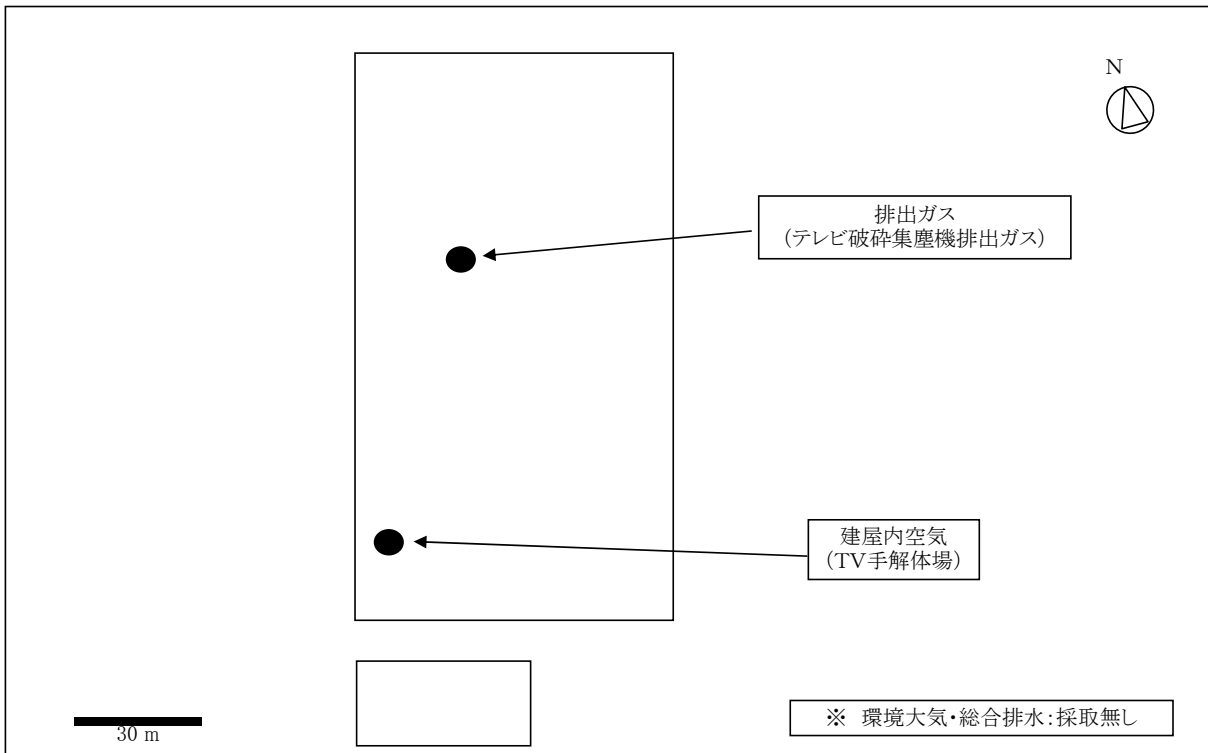 N
排出ガス
(テレビ破砕集塵機排出ガス)
建屋内空気
(TV手解体場)
30 m
※ 環境大気・総合排水:採取無し